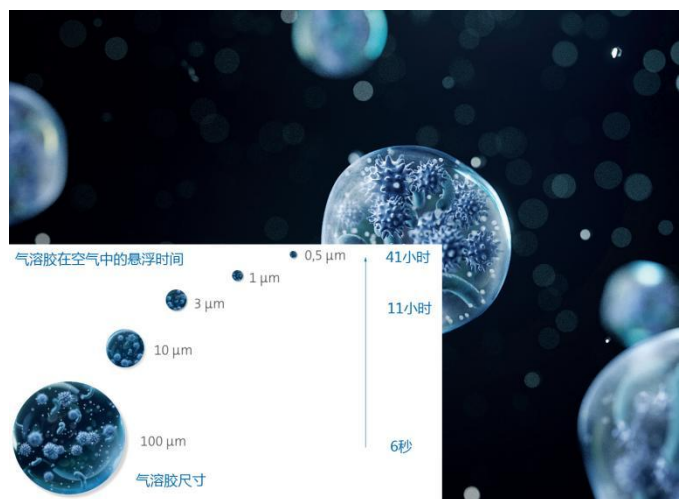 气溶胶在空气中的悬浮时间
0,5 μm
41小时
1 μm
3 μm
11小时
10 μm
100 μm
6秒
气溶胶尺寸